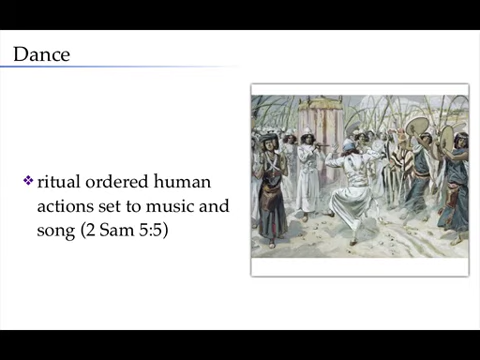 Dance
ritual ordered human
actions set to music and
song (2 Sam 5:5)